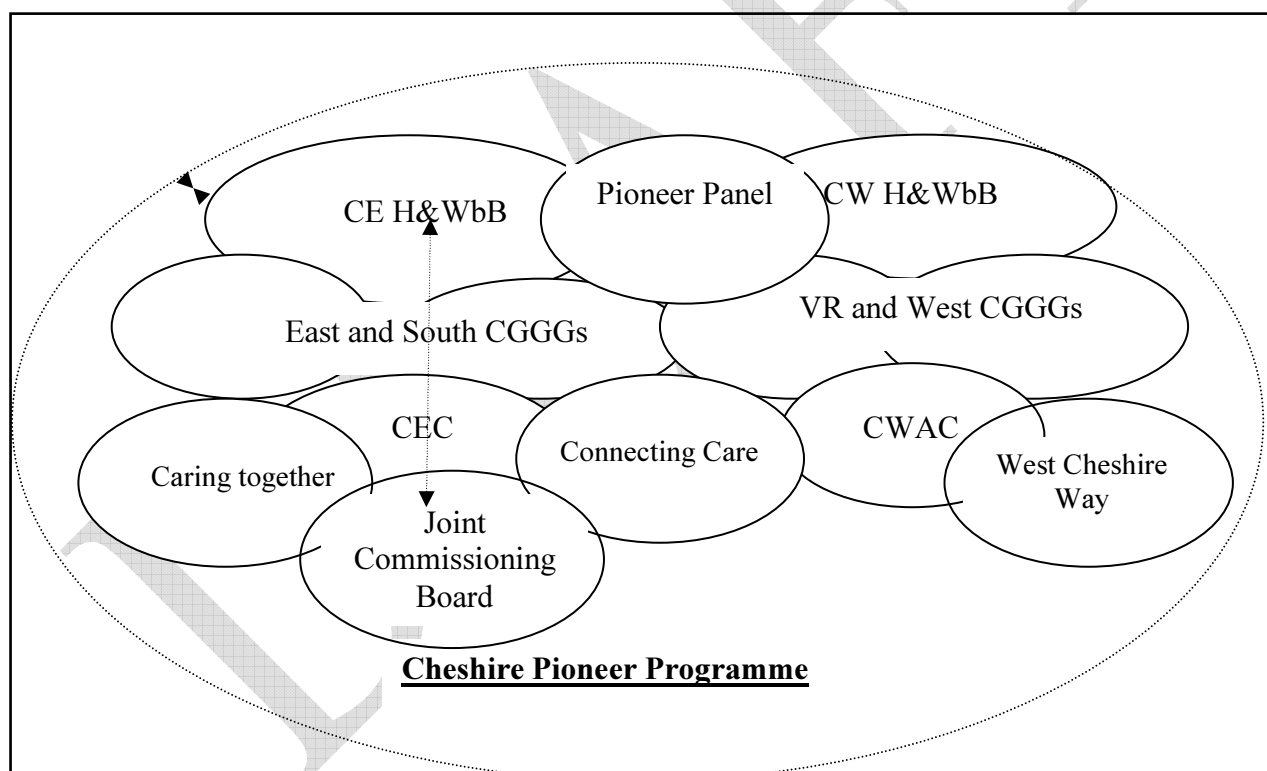 Pioneer Panel
CE H&WbB
CW H&WbB
East and South CGGGs
VR and West CGGGs
CEC
Connecting Care
CWAC
Caring together
West Cheshire
Way
Joint
Commissioning
Board
Cheshire Pioneer Programme